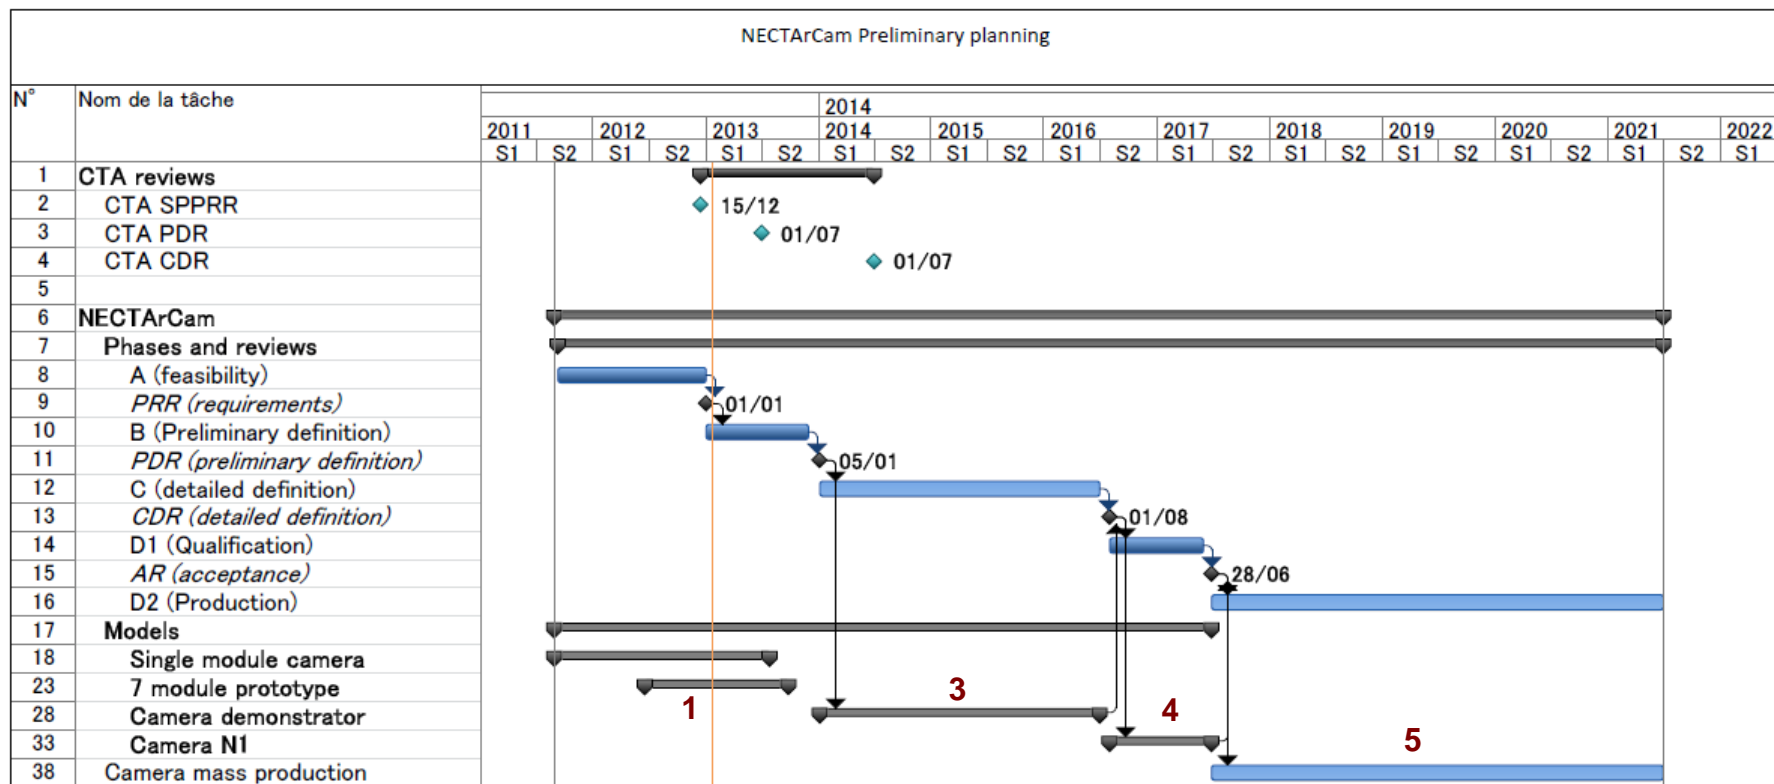 NECTArCam Preliminary planning
N° Nom de la tâche
2014
2011 2012 2013 2014 2015 2016 2017 2018 2019 2020 2021 2022
S1 S2 S1 S2 S1 S2 S1 S2 S1 S2 S1 S2 S1 S2 S1 S2 S1 S2 S1 S2 S1 S2 S1
1 CTA reviews
2 CTA SPPRR 15/12
3 CTA PDR 01/07
4 CTA CDR 01/07
5
6 NECTArCam
7 Phases and reviews
8 A (feasibility)
9 PRR (requirements) 01/01
10 B (Preliminary definition)
11 PDR (preliminary definition) 05/01
12 C (detailed definition)
13 CDR (detailed definition) 01/08
14 D1 (Qualification)
15 AR (acceptance) 28/06
16 D2 (Production)
17 Models
18 Single module camera
23 7 module prototype
1 3
28 Camera demonstrator 4
33 Camera N1 5
38 Camera mass production